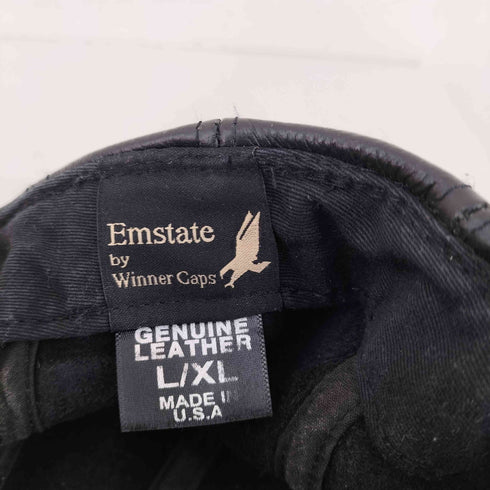 Emstate
by
Winner Caps
GENUINE
LEATHER
L/XL
MADE IN
U.S.A